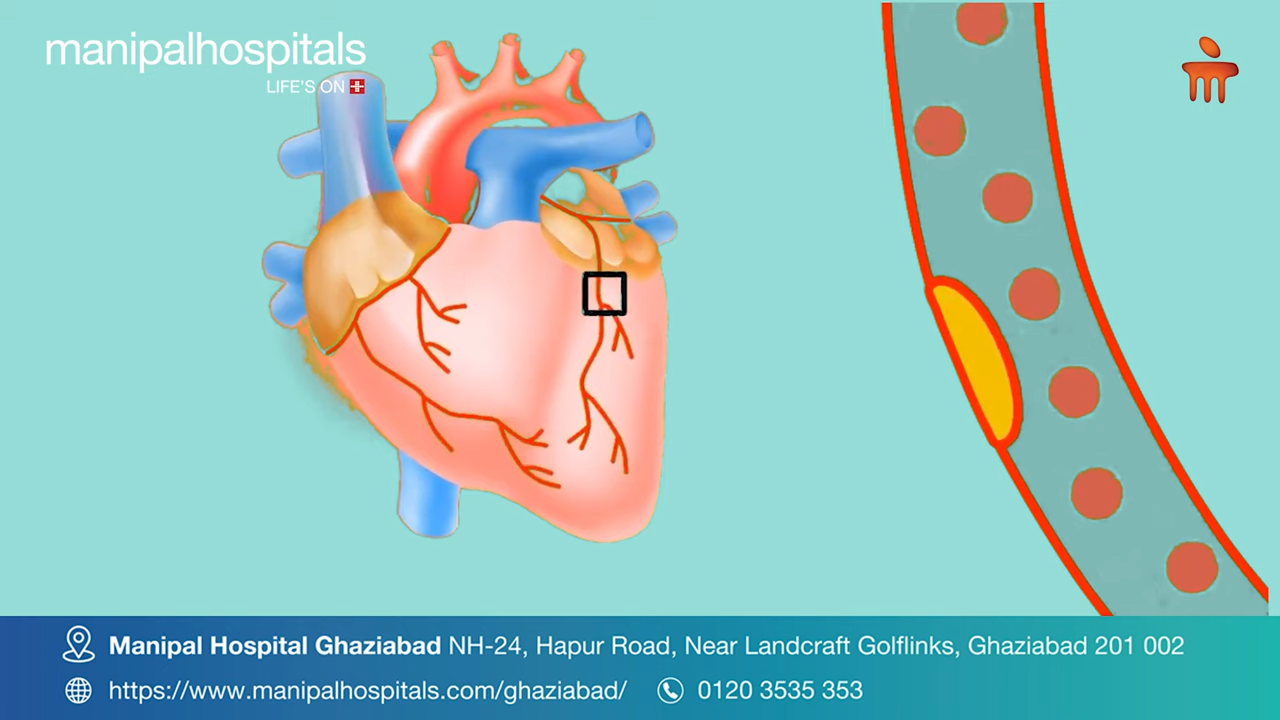 manipalhospitals
LIFE'S ON
Manipal Hospital Ghaziabad NH-24, Hapur Road, Near Landcraft Golflinks, Ghaziabad 201 002
https://www.manipalhospitals.com/ghaziabad/ 0120 3535 353